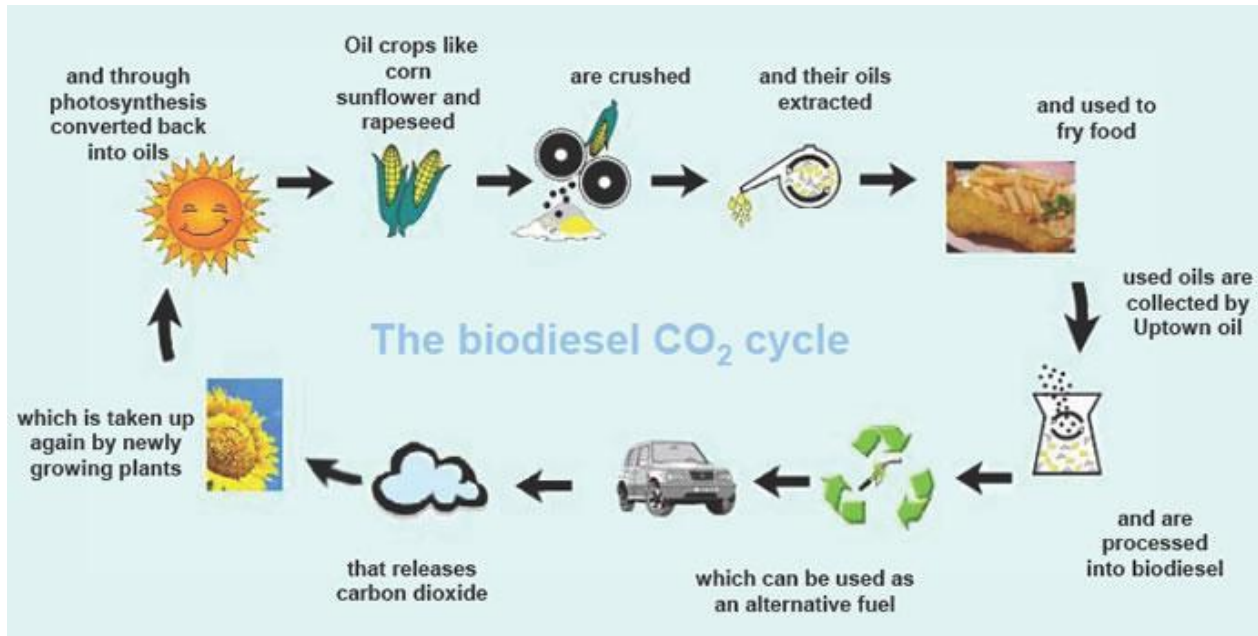 Oil crops like
corn
sunflower and
rapeseed
are crushed
and their oils
extracted
and used to
fry food
used oils are
collected by
Uptown oil
and are
processed
into biodiesel
which can be used as
an alternative fuel
that releases
carbon dioxide
which is taken up
again by newly
growing plants
and through
photosynthesis
converted back
into oils
The biodiesel CO₂ cycle